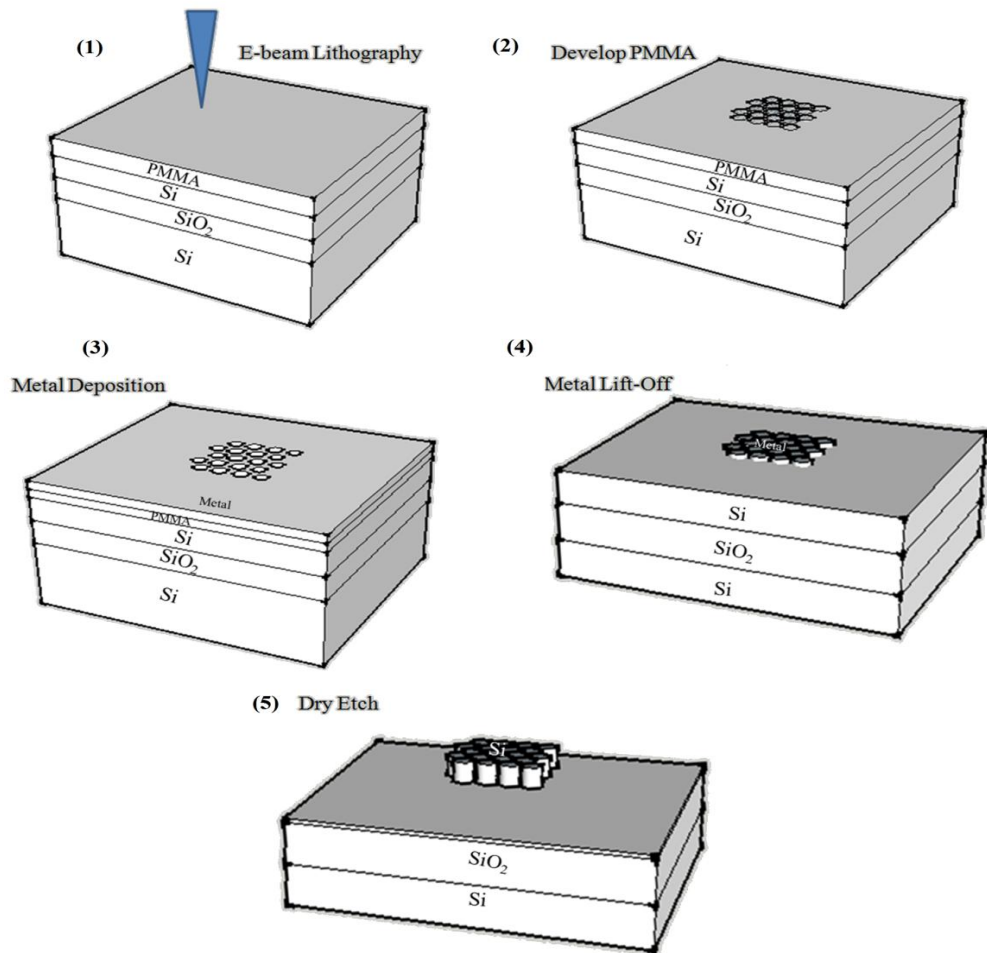 (1)
E-beam Lithography
PMMA
Si
SiO2
Si
(2)
Develop PMMA
PMMA
Si
SiO2
Si
(3)
Metal Deposition
Metal
PMMA
Si
SiO2
Si
(4)
Metal Lift-Off
Metal
Si
SiO2
Si
(5) Dry Etch
Si
SiO2
Si